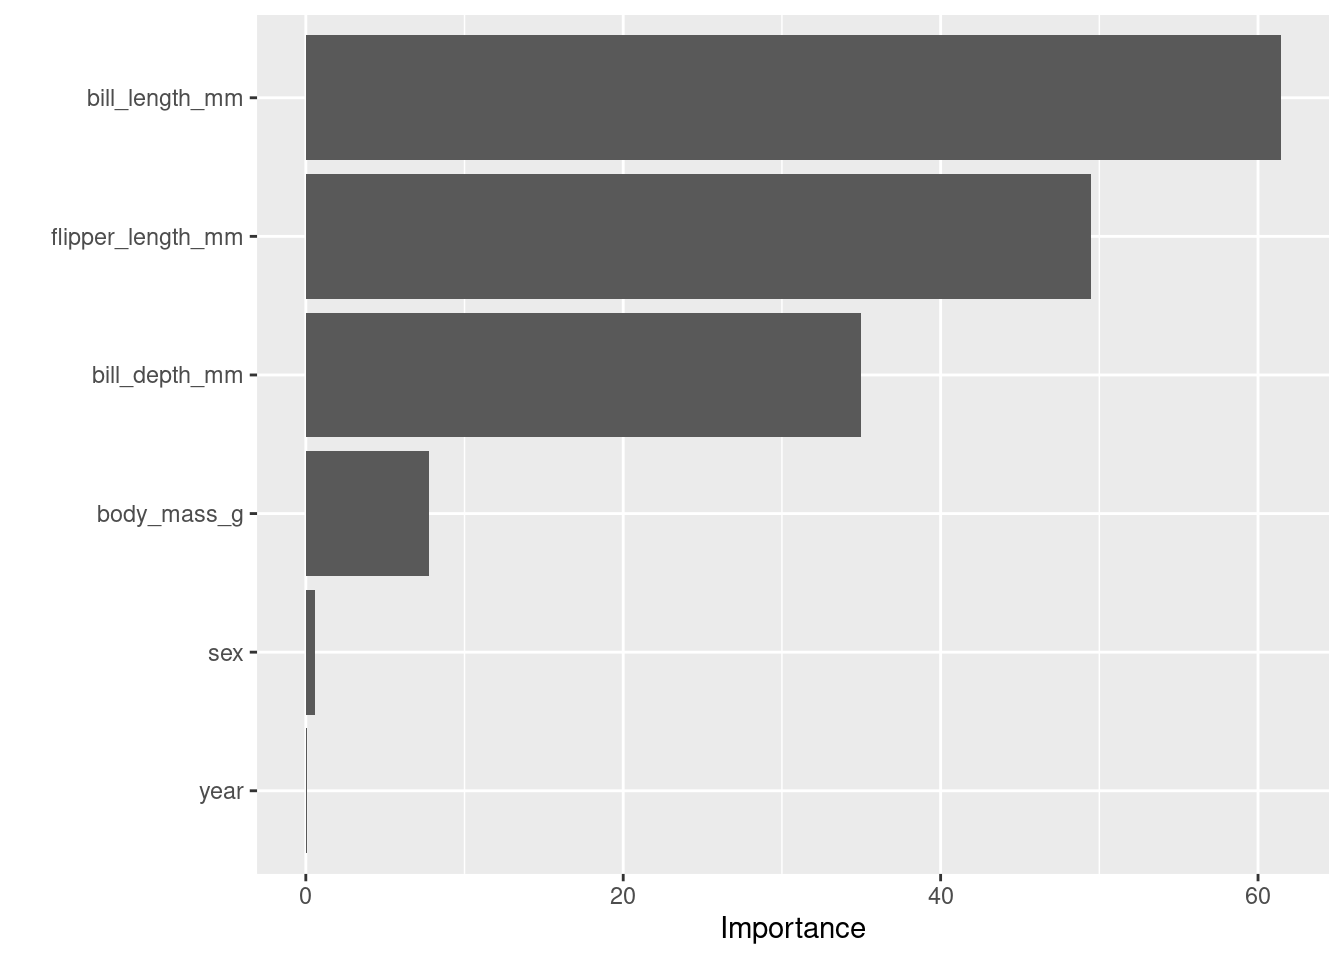 bill_length_mm
flipper_length_mm
bill_depth_mm
body_mass_g
sex
year
0 20 40 60
Importance